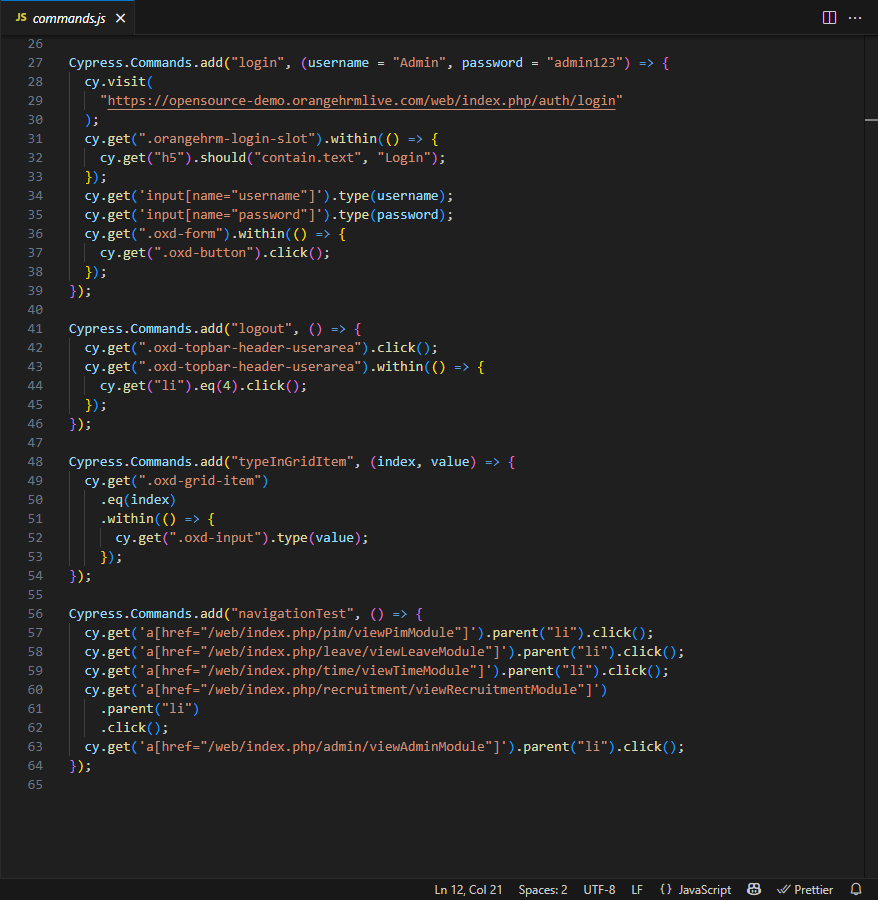 JS commands.js ×
26
27 Cypress.Commands.add("login", (username = "Admin", password = "admin123") => {
28   cy.visit(
29     "https://opensource-demo.orangehrmlive.com/web/index.php/auth/login"
30   );
31   cy.get(".orangehrm-login-slot").within(() => {
32     cy.get("h5").should("contain.text", "Login");
33   });
34   cy.get('input[name="username"]').type(username);
35   cy.get('input[name="password"]').type(password);
36   cy.get(".oxd-form").within(() => {
37     cy.get(".oxd-button").click();
38   });
39 });
40
41 Cypress.Commands.add("logout", () => {
42   cy.get(".oxd-topbar-header-userarea").click();
43   cy.get(".oxd-topbar-header-userarea").within(() => {
44     cy.get("li").eq(4).click();
45   });
46 });
47
48 Cypress.Commands.add("typeInGridItem", (index, value) => {
49   cy.get(".oxd-grid-item")
50     .eq(index)
51     .within(() => {
52       cy.get(".oxd-input").type(value);
53     });
54 });
55
56 Cypress.Commands.add("navigationTest", () => {
57   cy.get('a[href="/web/index.php/pim/viewPimModule"]').parent("li").click();
58   cy.get('a[href="/web/index.php/leave/viewLeaveModule"]').parent("li").click();
59   cy.get('a[href="/web/index.php/time/viewTimeModule"]').parent("li").click();
60   cy.get('a[href="/web/index.php/recruitment/viewRecruitmentModule"]')
61     .parent("li")
62     .click();
63   cy.get('a[href="/web/index.php/admin/viewAdminModule"]').parent("li").click();
64 });
65
Ln 12, Col 21 Spaces: 2 UTF-8 LF {} JavaScript Prettier